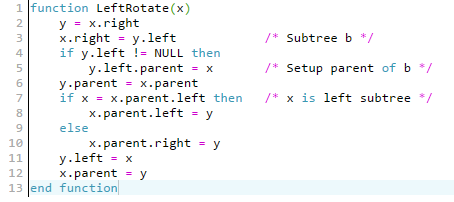 1 function LeftRotate(x)
2     y = x.right
3     x.right = y.left            /* Subtree b */
4     if y.left != NULL then
5         y.left.parent = x       /* Setup parent of b */
6     y.parent = x.parent
7     if x = x.parent.left then   /* x is left subtree */
8         x.parent.left = y
9     else
10         x.parent.right = y
11     y.left = x
12     x.parent = y
13 end function